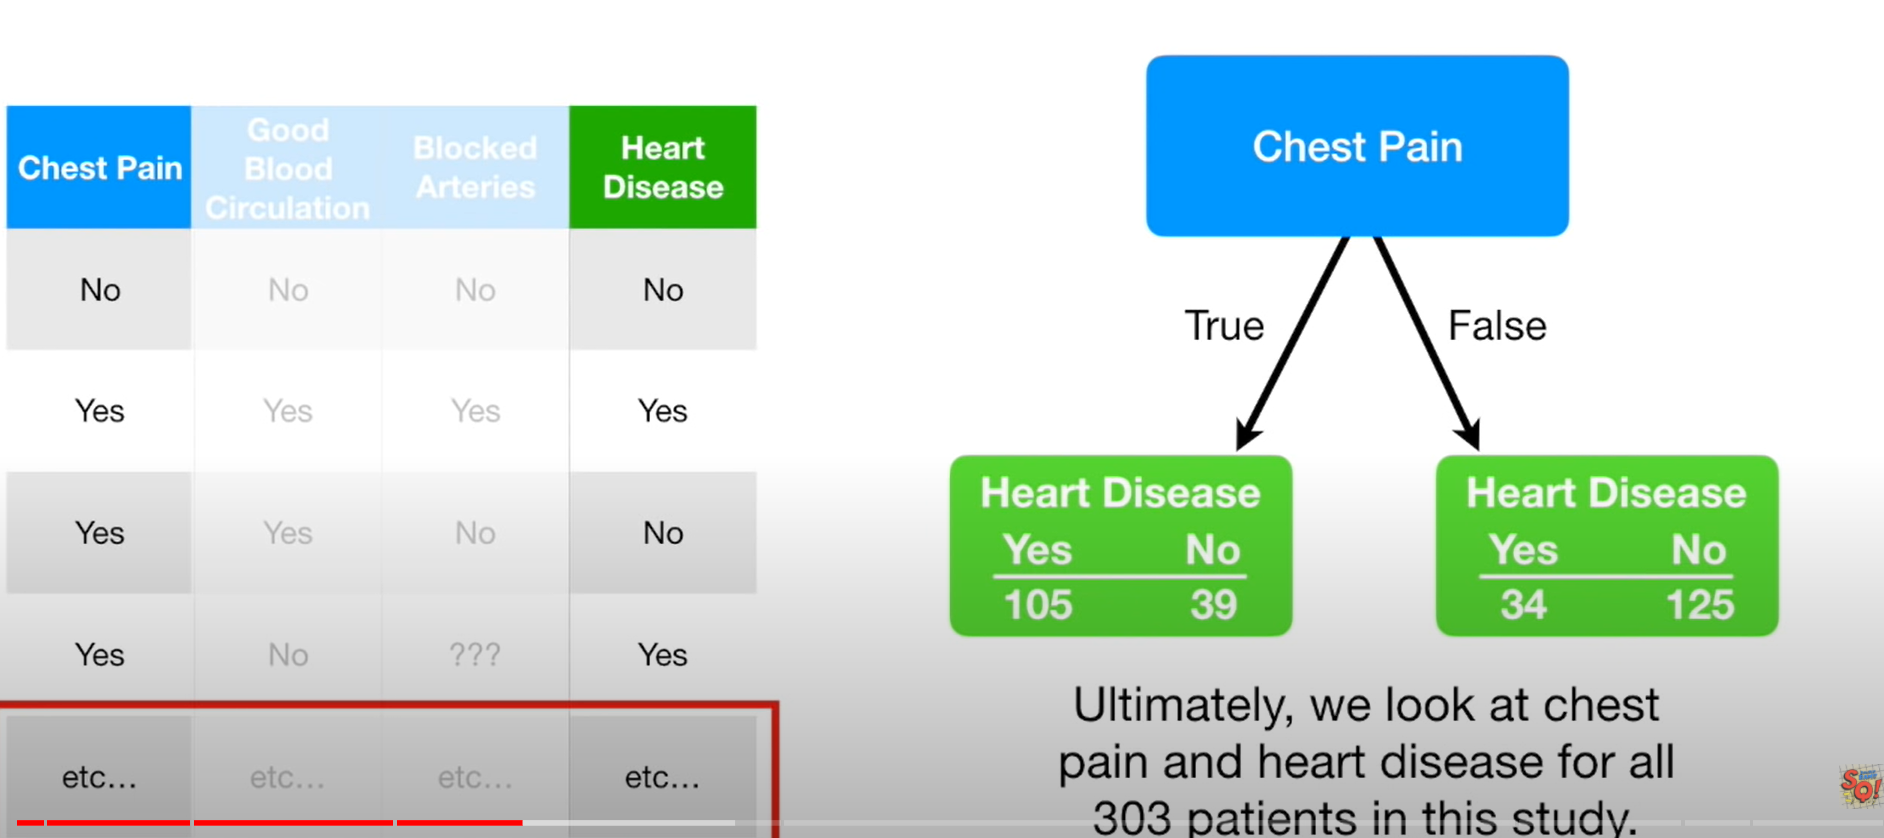 Chest Pain
Good
Blood
Circulation
Blocked
Arteries
Heart
Disease
No No No No
Yes Yes Yes Yes
Yes Yes No No
Yes No ??? Yes
etc... etc... etc... etc...
Chest Pain
True False
Heart Disease
Yes No
105 39
Heart Disease
Yes No
34 125
Ultimately, we look at chest
pain and heart disease for all
303 patients in this study.
SQ!